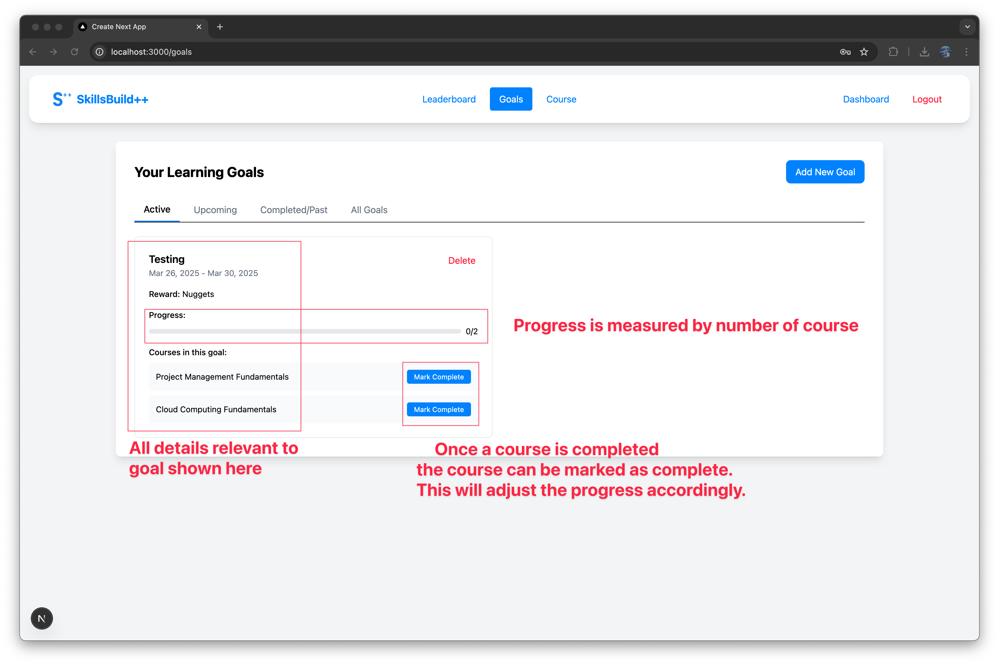 Create Next App
localhost:3000/goals
S++ SkillsBuild++
Leaderboard
Goals
Course
Dashboard
Logout
Your Learning Goals
Add New Goal
Active
Upcoming
Completed/Past
All Goals
Testing
Delete
Mar 26, 2025 - Mar 30, 2025
Reward: Nuggets
Progress:
0/2
Progress is measured by number of course
Courses in this goal:
Project Management Fundamentals
Mark Complete
Cloud Computing Fundamentals
Mark Complete
All details relevant to
goal shown here
Once a course is completed
the course can be marked as complete.
This will adjust the progress accordingly.
N